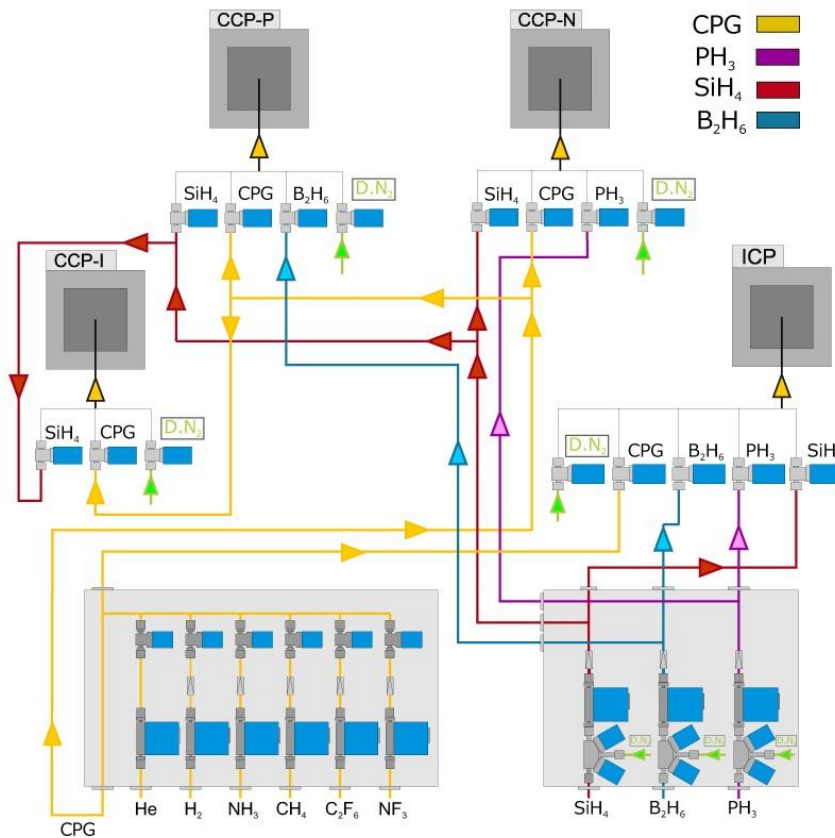 CCP-P
CCP-N
CPG
PH₃
SiH₄
B₂H₆
SiH₄ CPG B₂H₆ D.N₂
SiH₄ CPG PH₃ D.N₂
CCP-I
ICP
SiH₄ CPG D.N₂
D.N₂ CPG B₂H₆ PH₃ SiH
D.N D.N D.N
He H₂ NH₃ CH₄ C₂F₆ NF₃
SiH₄ B₂H₆ PH₃
CPG